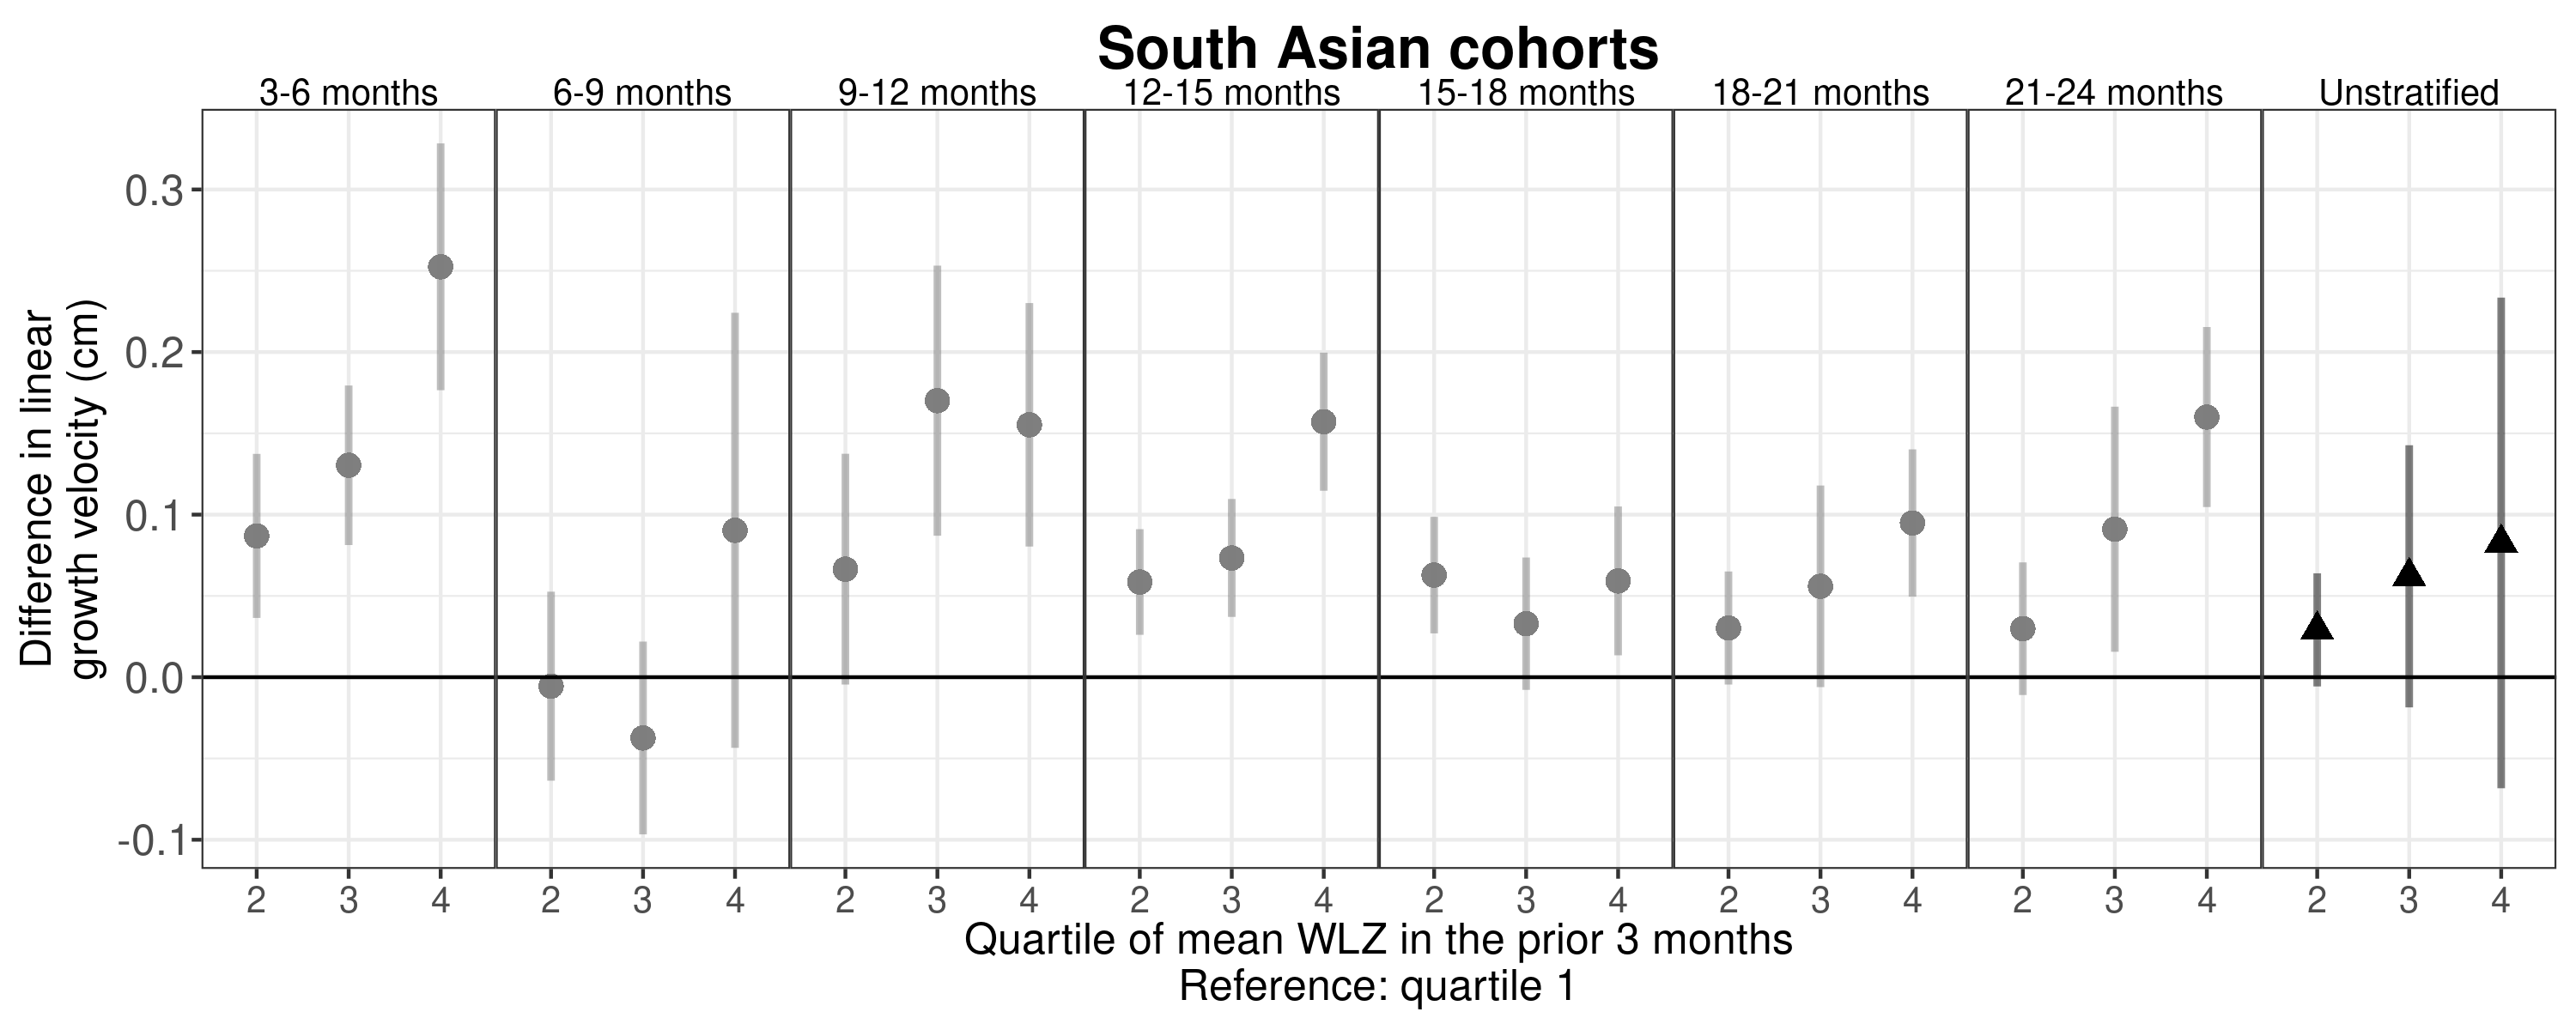 South Asian cohorts
3-6 months 6-9 months 9-12 months 12-15 months 15-18 months 18-21 months 21-24 months Unstratified
Difference in linear
growth velocity (cm)
0.3
0.2
0.1
0.0
-0.1
2 3 4 2 3 4 2 3 4 2 3 4 2 3 4 2 3 4 2 3 4 2 3 4
Quartile of mean WLZ in the prior 3 months
Reference: quartile 1